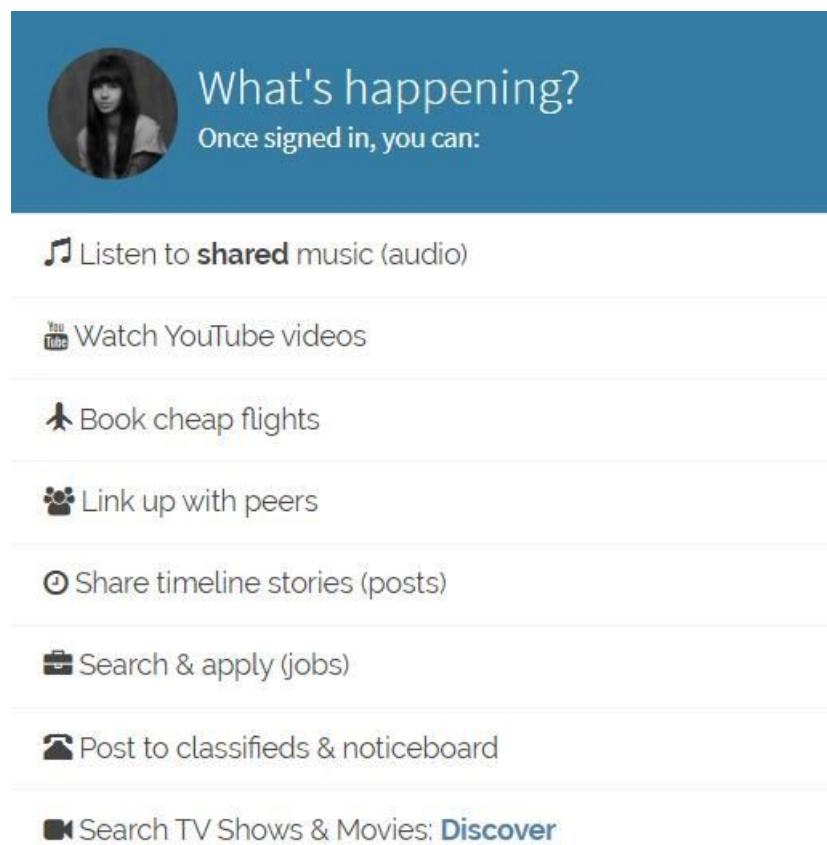 What's happening?
Once signed in, you can:
Listen to shared music (audio)
You
Tube
Watch YouTube videos
Book cheap flights
Link up with peers
Share timeline stories (posts)
Search & apply (jobs)
Post to classifieds & noticeboard
Search TV Shows & Movies: Discover